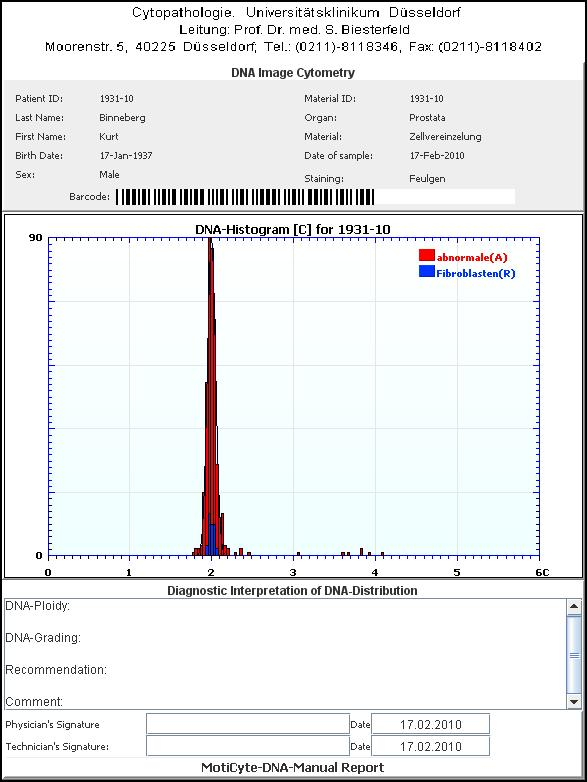 Cytopathologie. Universitätsklinikum Düsseldorf
Leitung: Prof. Dr. med. S. Biesterfeld
Moorenstr. 5, 40225 Düsseldorf, Tel.: (0211)-8118346, Fax: (0211)-8118402
DNA Image Cytometry
Patient ID: 1931-10 Material ID: 1931-10
Last Name: Binneberg Organ: Prostata
First Name: Kurt Material: Zellvereinzelung
Birth Date: 17-Jan-1937 Date of sample: 17-Feb-2010
Sex: Male Staining: Feulgen
Barcode:
DNA-Histogram [C] for 1931-10
90
abnormale(A)
Fibroblasten(R)
0
0 1 2 3 4 5 6C
Diagnostic Interpretation of DNA-Distribution
DNA-Ploidy:
DNA-Grading:
Recommendation:
Comment:
Physician's Signature Date 17.02.2010
Technician's Signature: Date 17.02.2010
MotiCyte-DNA-Manual Report